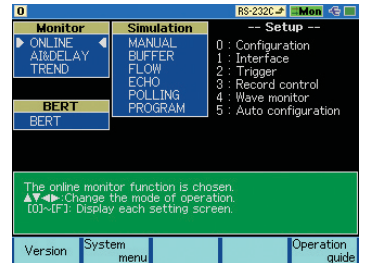 0 RS-232C Mon
Monitor
ONLINE
AI&DELAY
TREND
BERT
BERT
Simulation
MANUAL
BUFFER
FLOW
ECHO
POLLING
PROGRAM
-- Setup --
0 : Configuration
1 : Interface
2 : Trigger
3 : Record control
4 : Wave monitor
5 : Auto configuration
The online monitor function is chosen.
▲▼◀▶:Change the mode of operation.
[0]~[F]: Display each setting screen.
Version
System
menu
Operation
guide